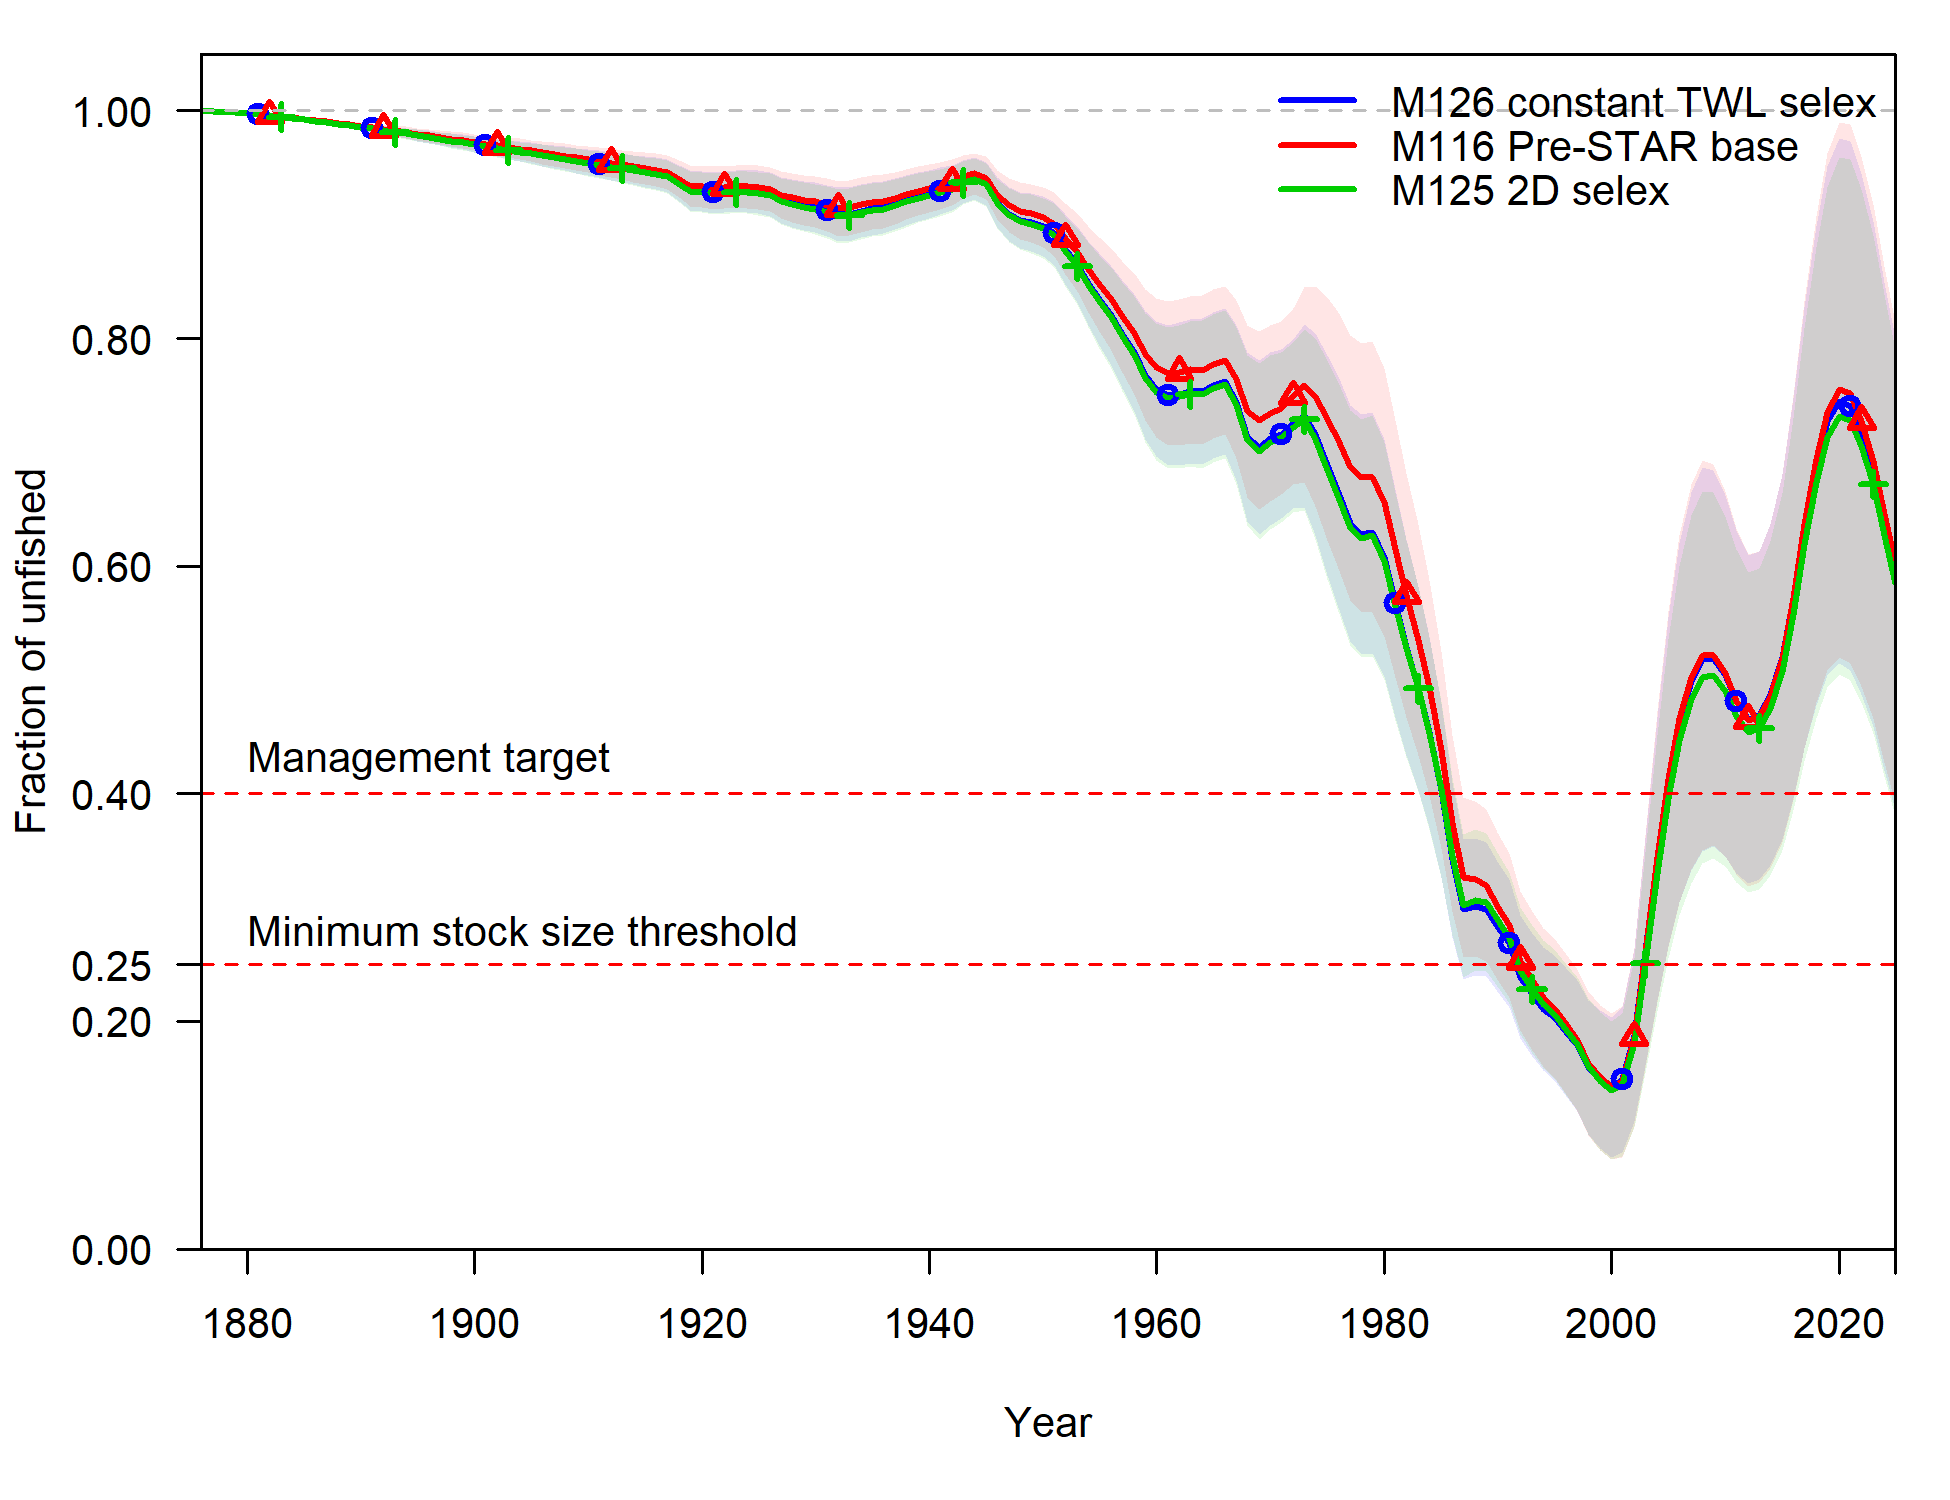 M126 constant TWL selex
M116 Pre-STAR base
M125 2D selex
1.00
0.80
0.60
0.40
0.25
0.20
0.00
Fraction of unfished
Management target
Minimum stock size threshold
1880 1900 1920 1940 1960 1980 2000 2020
Year